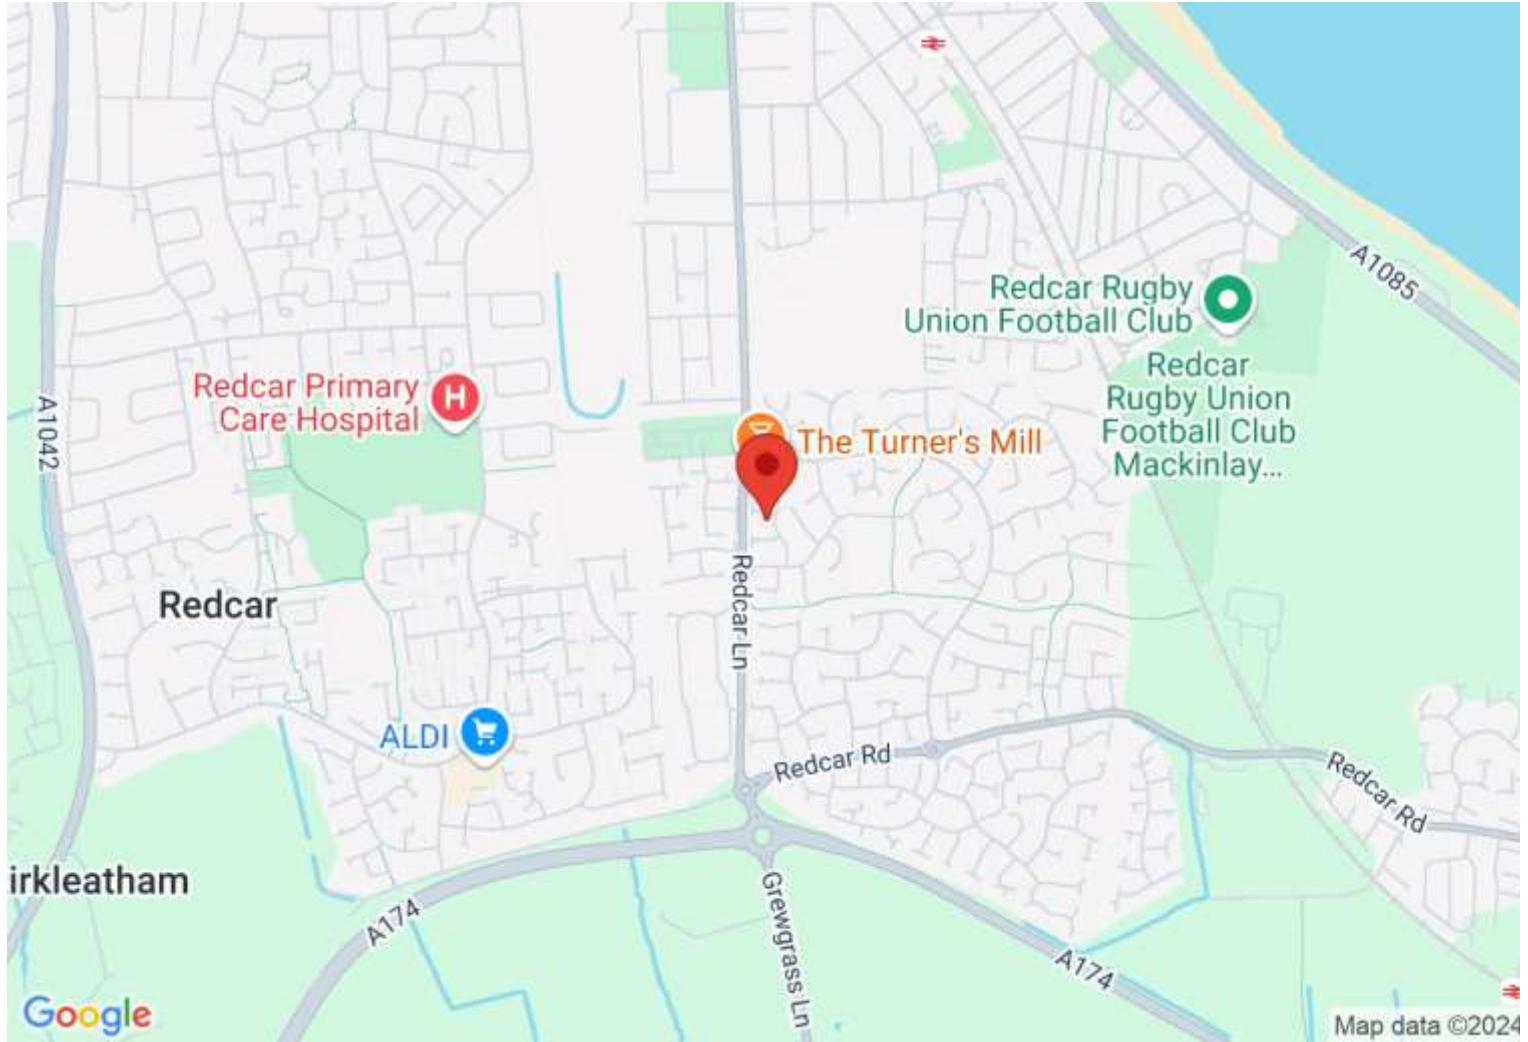 A1085
Redcar Rugby
Union Football Club
Redcar
Rugby Union
Football Club
Mackinlay...
Redcar Primary
Care Hospital
H
A1042
The Turner's Mill
Redcar Ln
Redcar
ALDI
Redcar Rd
Redcar Rd
irkleatham
A174
Grewgrass Ln
A174
Google
Map data ©2024